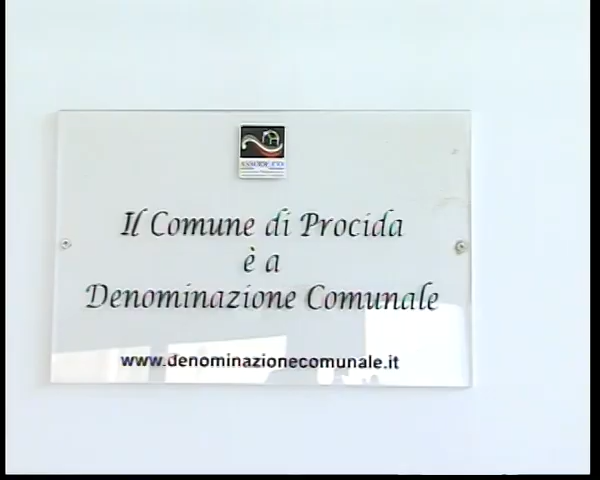 Il Comune di Procida
è a
Denominazione Comunale
www.denominazionecomunale.it